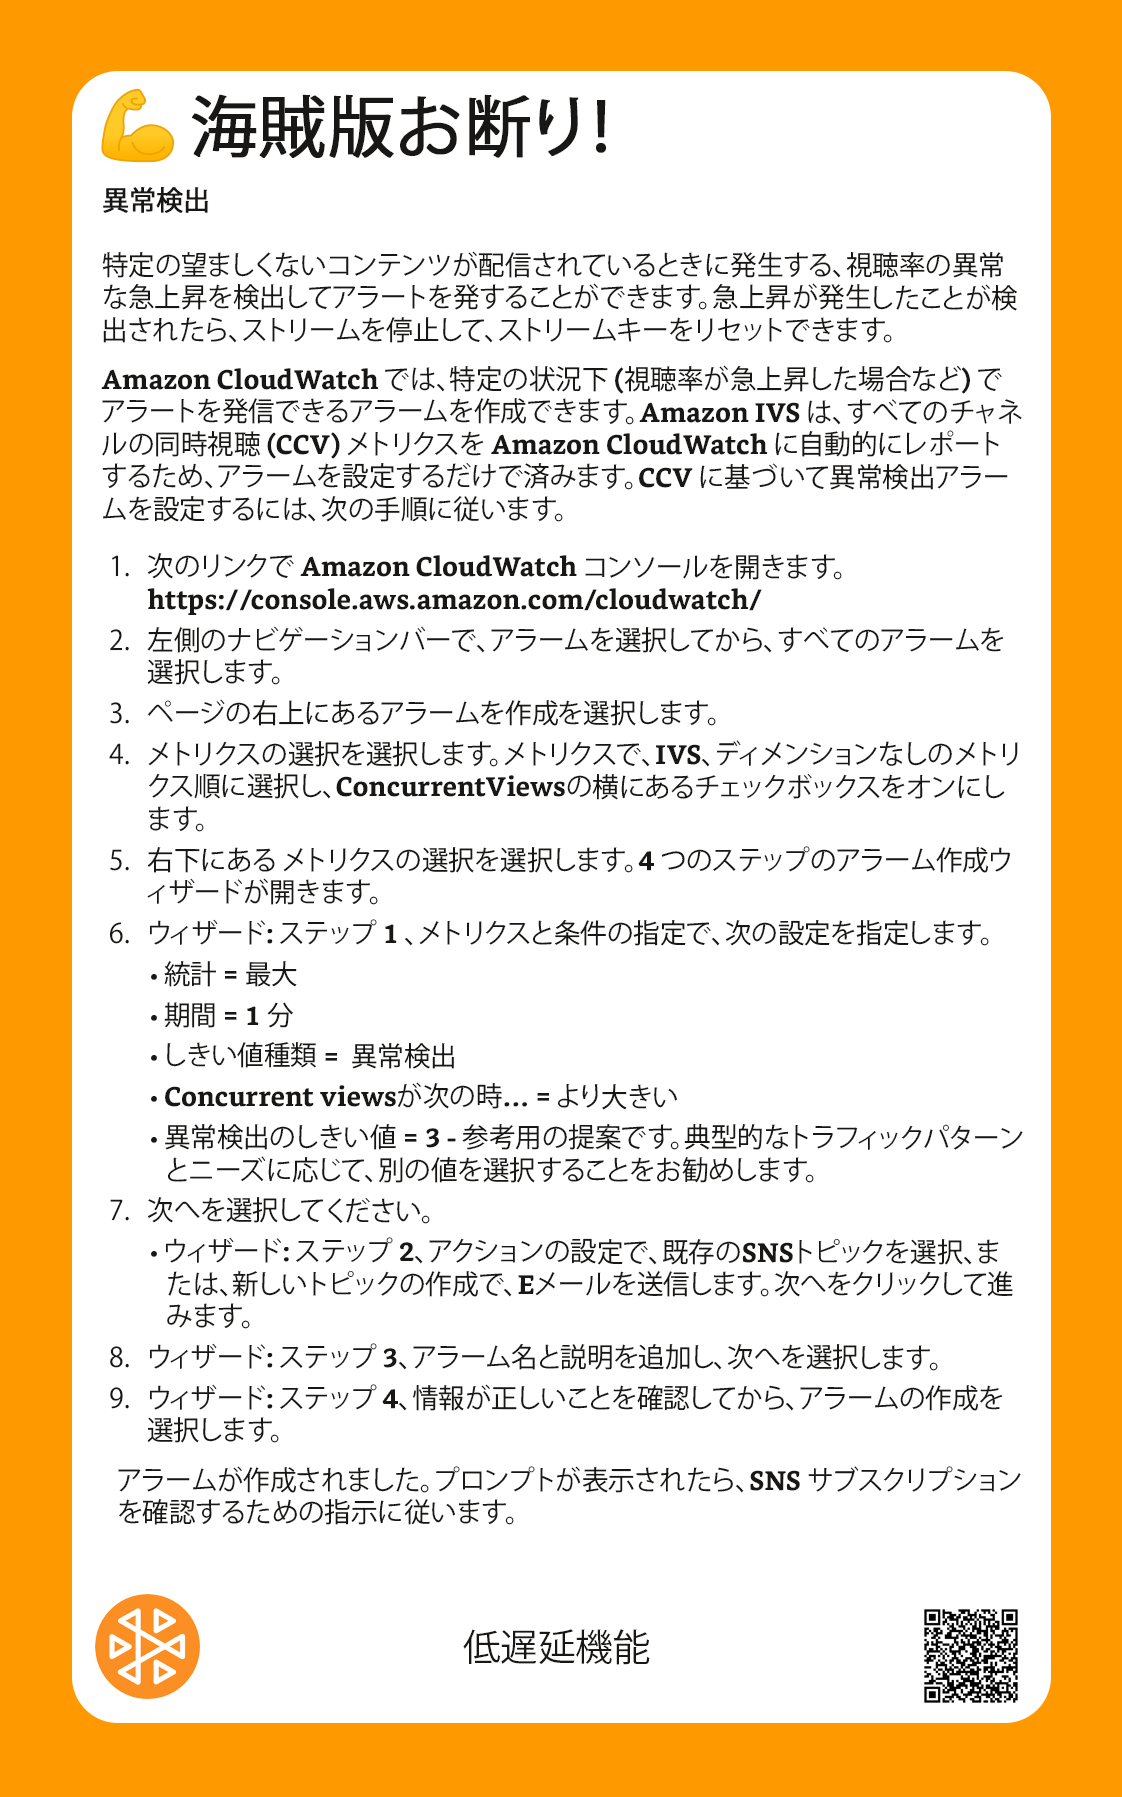 💪 海賊版お断り!
異常検出
特定の望ましくないコンテンツが配信されているときに発生する、視聴率の異常
な急上昇を検出してアラートを発することができます。急上昇が発生したことが検
出されたら、ストリームを停止して、ストリームキーをリセットできます。
Amazon CloudWatch では、特定の状況下 (視聴率が急上昇した場合など) で
アラートを発信できるアラームを作成できます。Amazon IVS は、すべてのチャネ
ルの同時視聴 (CCV) メトリクスを Amazon CloudWatch に自動的にレポート
するため、アラームを設定するだけで済みます。CCV に基づいて異常検出アラー
ムを設定するには、次の手順に従います。
1. 次のリンクで Amazon CloudWatch コンソールを開きます。
https://console.aws.amazon.com/cloudwatch/
2. 左側のナビゲーションバーで、アラームを選択してから、すべてのアラームを
選択します。
3. ページの右上にあるアラームを作成を選択します。
4. メトリクスの選択を選択します。メトリクスで、IVS、ディメンションなしのメトリ
クス順に選択し、ConcurrentViewsの横にあるチェックボックスをオンにし
ます。
5. 右下にある メトリクスの選択を選択します。4 つのステップのアラーム作成ウ
ィザードが開きます。
6. ウィザード: ステップ 1 、メトリクスと条件の指定で、次の設定を指定します。
• 統計 = 最大
• 期間 = 1 分
• しきい値種類 = 異常検出
• Concurrent viewsが次の時... = より大きい
• 異常検出のしきい値 = 3 - 参考用の提案です。典型的なトラフィックパターン
とニーズに応じて、別の値を選択することをお勧めします。
7. 次へを選択してください。
• ウィザード: ステップ 2、アクションの設定で、既存のSNSトピックを選択、ま
たは、新しいトピックの作成で、Eメールを送信します。次へをクリックして進
みます。
8. ウィザード: ステップ 3、アラーム名と説明を追加し、次へを選択します。
9. ウィザード: ステップ 4、情報が正しいことを確認してから、アラームの作成を
選択します。
アラームが作成されました。プロンプトが表示されたら、SNS サブスクリプション
を確認するための指示に従います。
低遅延機能